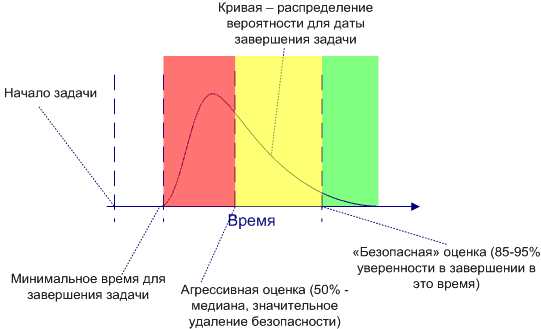 Кривая – распределение
вероятности для даты
завершения задачи
Начало задачи
Время
Минимальное время для
завершения задачи
Агрессивная оценка (50% -
медиана, значительное
удаление безопасности)
«Безопасная» оценка (85-95%
уверенности в завершении в
это время)